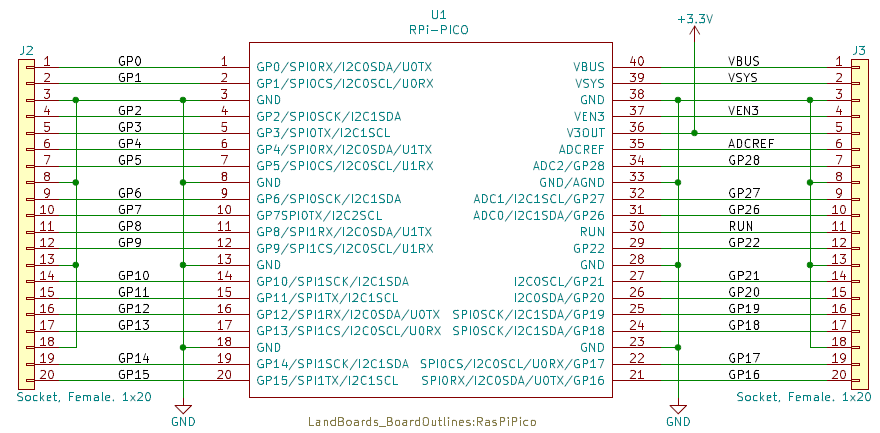 U1
RPi-PICO
+3.3V
J2
J3
1 GP0 1 GP0/SPI0RX/I2C0SDA/U0TX VBUS 40 VBUS 1
2 GP1 2 GP1/SPI0CS/I2C0SCL/U0RX VSYS 39 VSYS 2
3 3 GND GND 38 3
4 GP2 4 GP2/SPI0SCK/I2C1SDA VEN3 37 VEN3 4
5 GP3 5 GP3/SPI0TX/I2C1SCL V3OUT 36 5
6 GP4 6 GP4/SPI0RX/I2C0SDA/U1TX ADCREF 35 ADCREF 6
7 GP5 7 GP5/SPI0CS/I2C0SCL/U1RX ADC2/GP28 34 GP28 7
8 8 GND GND/AGND 33 8
9 GP6 9 GP6/SPI0SCK/I2C1SDA ADC1/I2C1SCL/GP27 32 GP27 9
10 GP7 10 GP7SPI0TX/I2C2SCL ADC0/I2C1SDA/GP26 31 GP26 10
11 GP8 11 GP8/SPI1RX/I2C0SDA/U1TX RUN 30 RUN 11
12 GP9 12 GP9/SPI1CS/I2C0SCL/U1RX GP22 29 GP22 12
13 13 GND GND 28 13
14 GP10 14 GP10/SPI1SCK/I2C1SDA I2C0SCL/GP21 27 GP21 14
15 GP11 15 GP11/SPI1TX/I2C1SCL I2C0SDA/GP20 26 GP20 15
16 GP12 16 GP12/SPI1RX/I2C0SDA/U0TX SPI0SCK/I2C1SDA/GP19 25 GP19 16
17 GP13 17 GP13/SPI1CS/I2C0SCL/U0RX SPI0SCK/I2C1SDA/GP18 24 GP18 17
18 18 GND GND 23 18
19 GP14 19 GP14/SPI1SCK/I2C1SDA SPI0CS/I2C0SCL/U0RX/GP17 22 GP17 19
20 GP15 20 GP15/SPI1TX/I2C1SCL SPI0RX/I2C0SDA/U0TX/GP16 21 GP16 20
Socket, Female. 1x20
Socket, Female. 1x20
GND
LandBoards_BoardOutlines:RasPiPico
GND